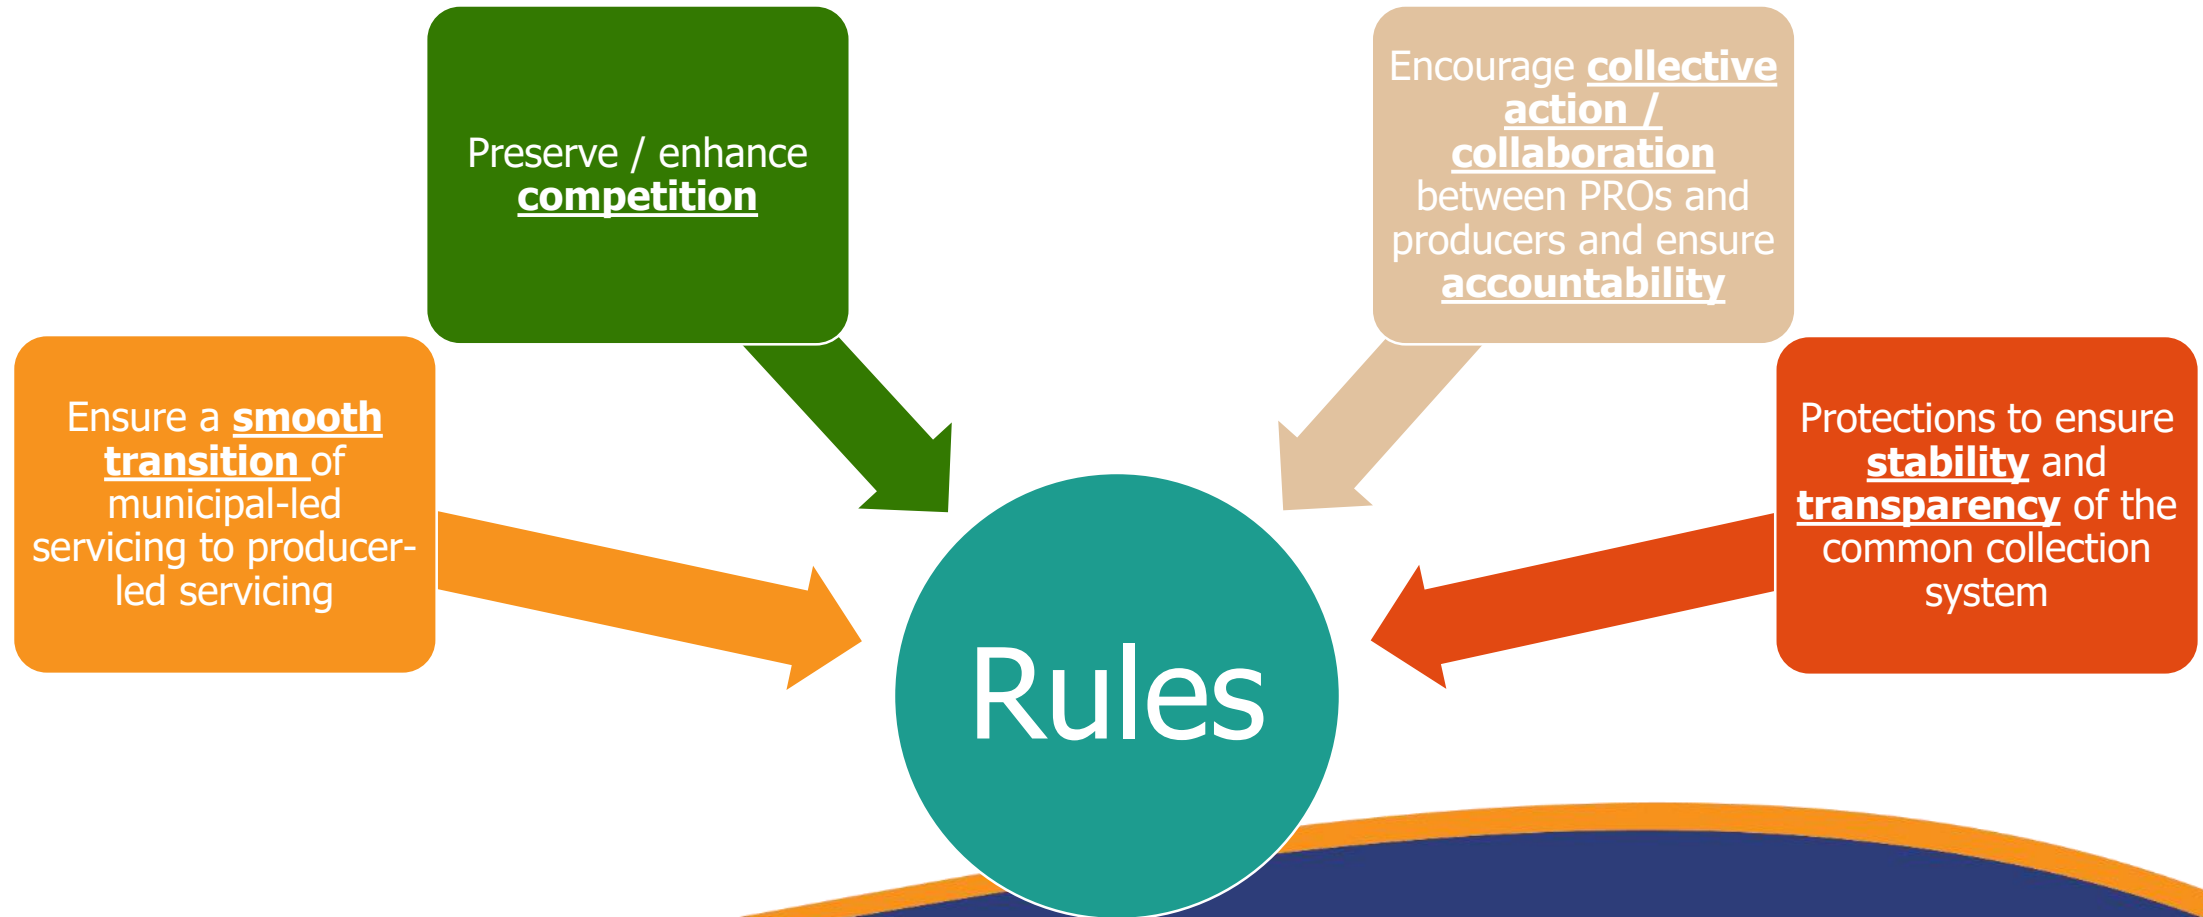 Ensure a smooth
transition of
municipal-led
servicing to producer-
led servicing
Preserve / enhance
competition
Encourage collective
action /
collaboration
between PROs and
producers and ensure
accountability
Protections to ensure
stability and
transparency of the
common collection
system
Rules